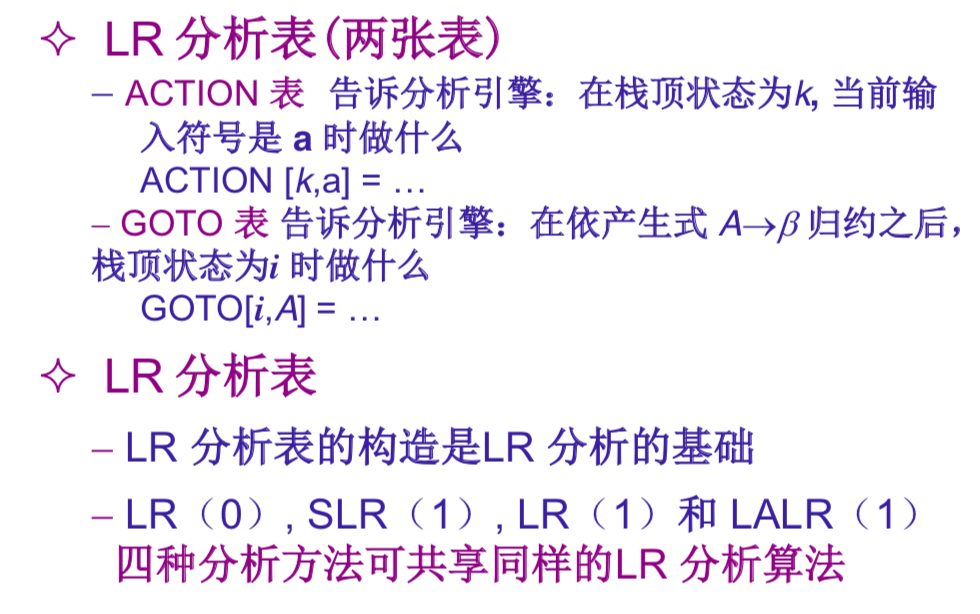 ✧ LR 分析表(两张表)
– ACTION 表 告诉分析引擎：在栈顶状态为k, 当前输
入符号是 a 时做什么
ACTION [k,a] = …
– GOTO 表 告诉分析引擎：在依产生式 A→β 归约之后，
栈顶状态为i 时做什么
GOTO[i,A] = …
✧ LR 分析表
– LR 分析表的构造是LR 分析的基础
– LR（0）, SLR（1）, LR（1）和 LALR（1）
四种分析方法可共享同样的LR 分析算法